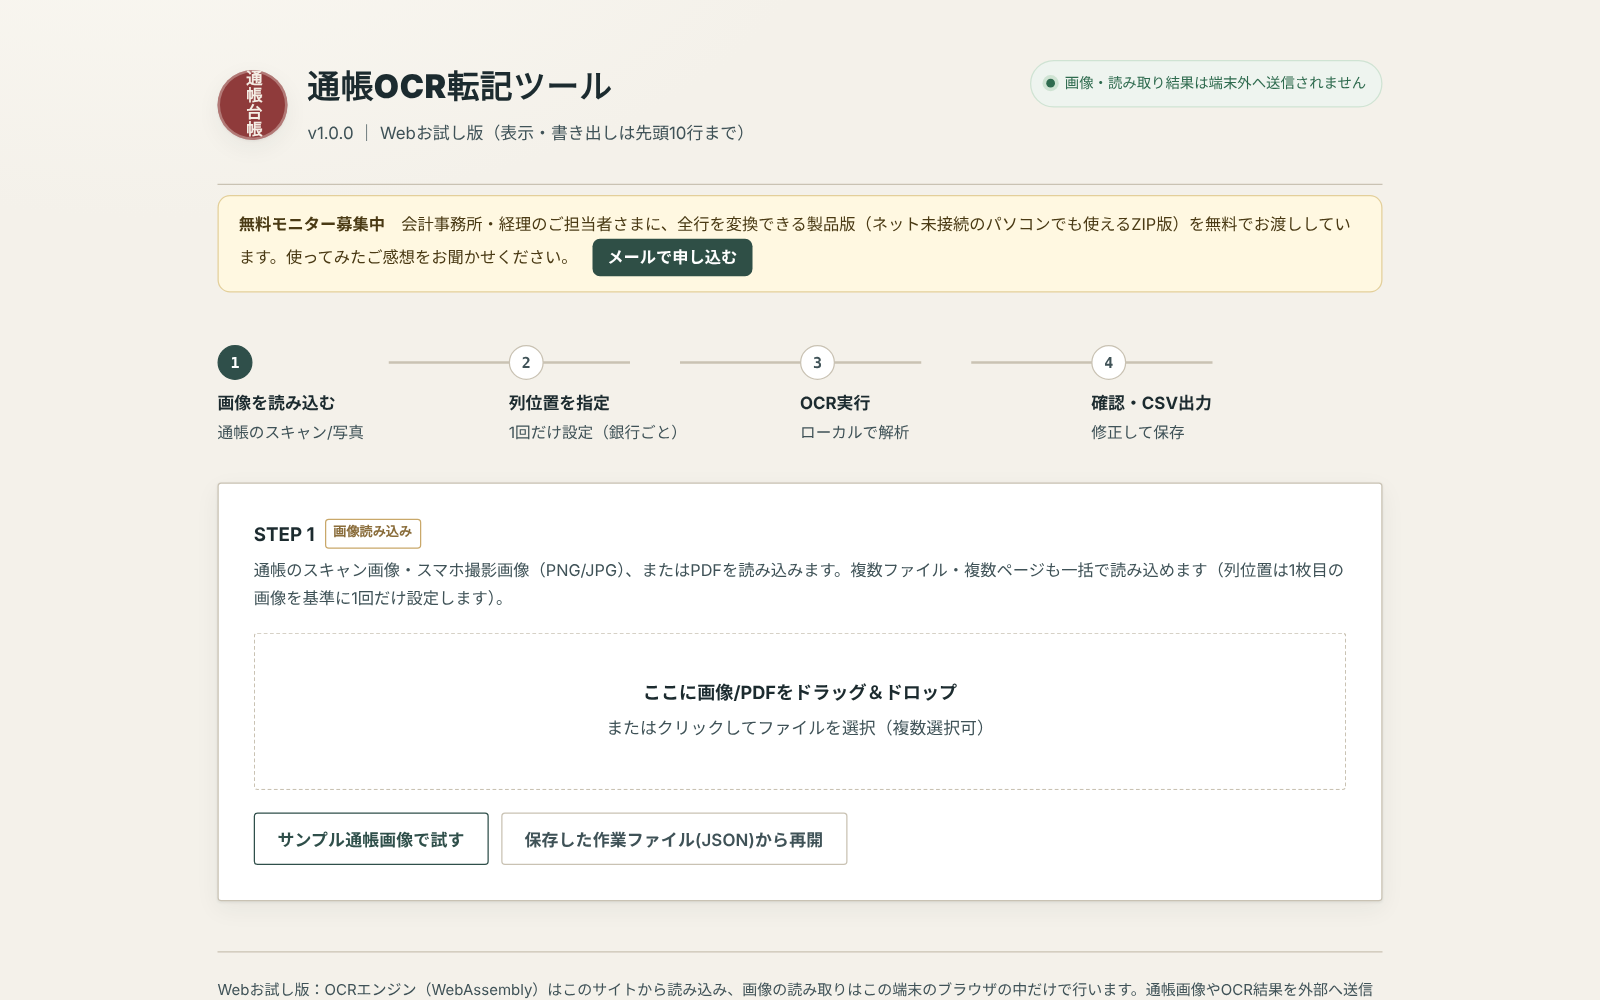 通帳台帳
通帳OCR転記ツール
v1.0.0 ｜ Webお試し版（表示・書き出しは先頭10行まで）
画像・読み取り結果は端末外へ送信されません
無料モニター募集中　会計事務所・経理のご担当者さまに、全行を変換できる製品版（ネット未接続のパソコンでも使えるZIP版）を無料でお渡ししてい
ます。使ってみたご感想をお聞かせください。 メールで申し込む
1
画像を読み込む
通帳のスキャン/写真
2
列位置を指定
1回だけ設定（銀行ごと）
3
OCR実行
ローカルで解析
4
確認・CSV出力
修正して保存
STEP 1 画像読み込み
通帳のスキャン画像・スマホ撮影画像（PNG/JPG）、またはPDFを読み込みます。複数ファイル・複数ページも一括で読み込めます（列位置は1枚目の
画像を基準に1回だけ設定します）。
ここに画像/PDFをドラッグ＆ドロップ
またはクリックしてファイルを選択（複数選択可）
サンプル通帳画像で試す
保存した作業ファイル(JSON)から再開
Webお試し版：OCRエンジン（WebAssembly）はこのサイトから読み込み、画像の読み取りはこの端末のブラウザの中だけで行います。通帳画像やOCR結果を外部へ送信